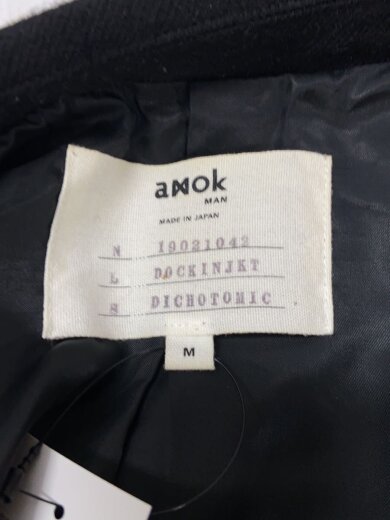 aNok
MAN
MADE IN JAPAN
N 19021042
L DOCKINJKT
S DICHOTOMIC
M